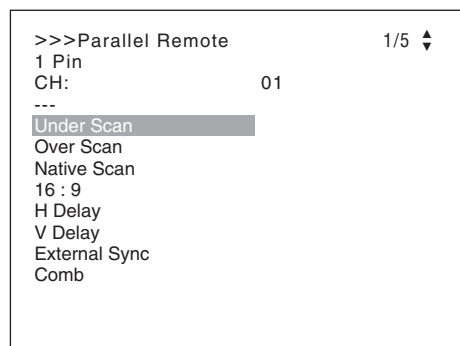 >>>Parallel Remote 1/5
1 Pin
CH: 01
---
Under Scan
Over Scan
Native Scan
16 : 9
H Delay
V Delay
External Sync
Comb